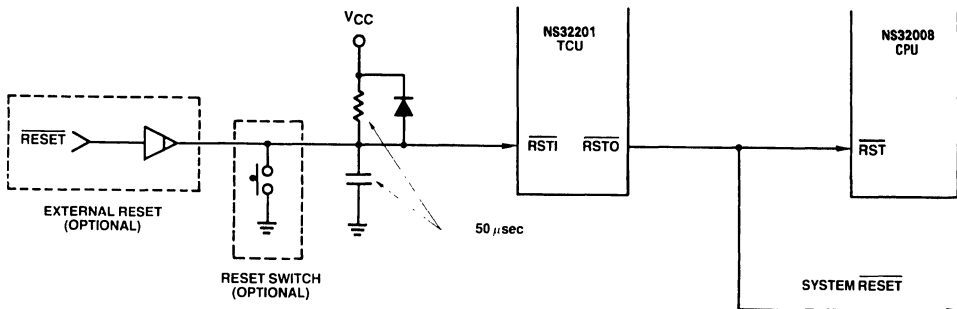 VCC
NS32201
TCU
NS32008
CPU
RESET
RSTI
RSTO
RST
EXTERNAL RESET
(OPTIONAL)
50 μsec
RESET SWITCH
(OPTIONAL)
SYSTEM RESET